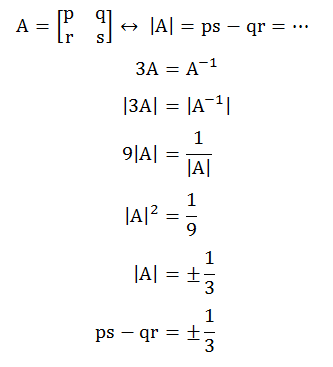 A = [p q r s] ↔ |A| = ps − qr = ⋯
3A = A⁻¹
|3A| = |A⁻¹|
9|A| = 1/|A|
|A|² = 1/9
|A| = ±1/3
ps − qr = ±1/3